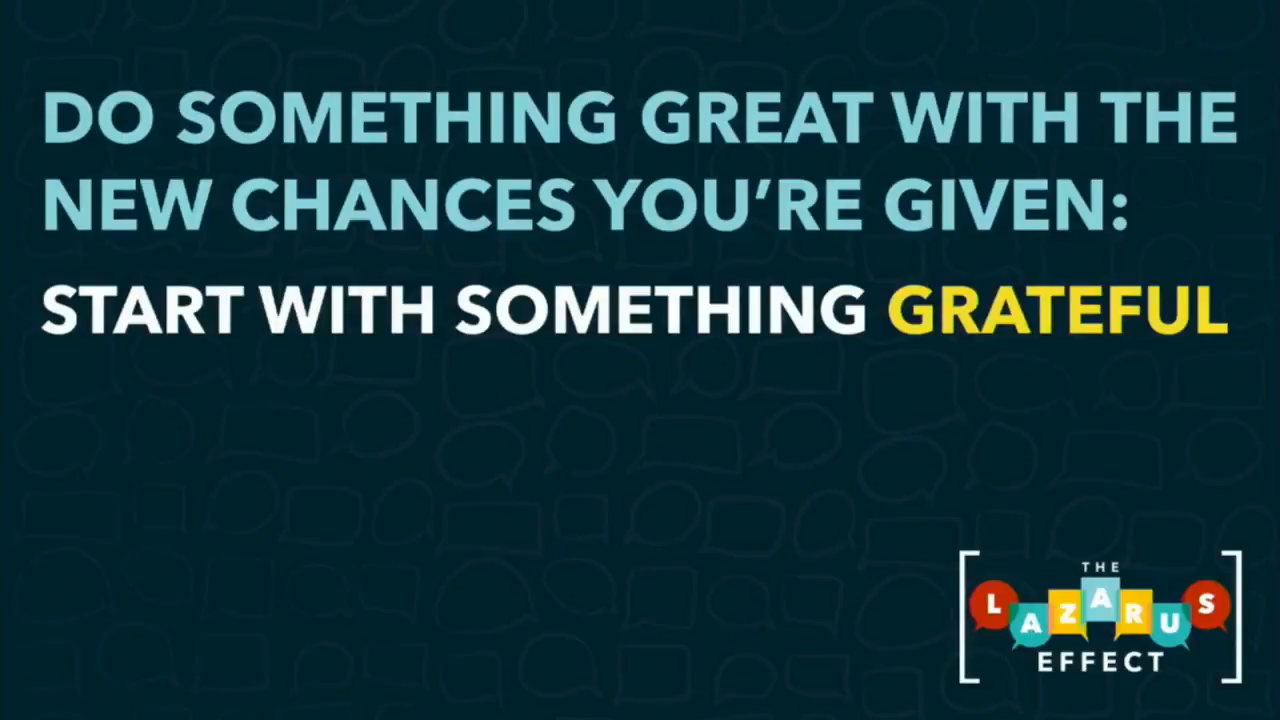 DO SOMETHING GREAT WITH THE
NEW CHANCES YOU'RE GIVEN:
START WITH SOMETHING GRATEFUL
THE
LAZARUS
EFFECT